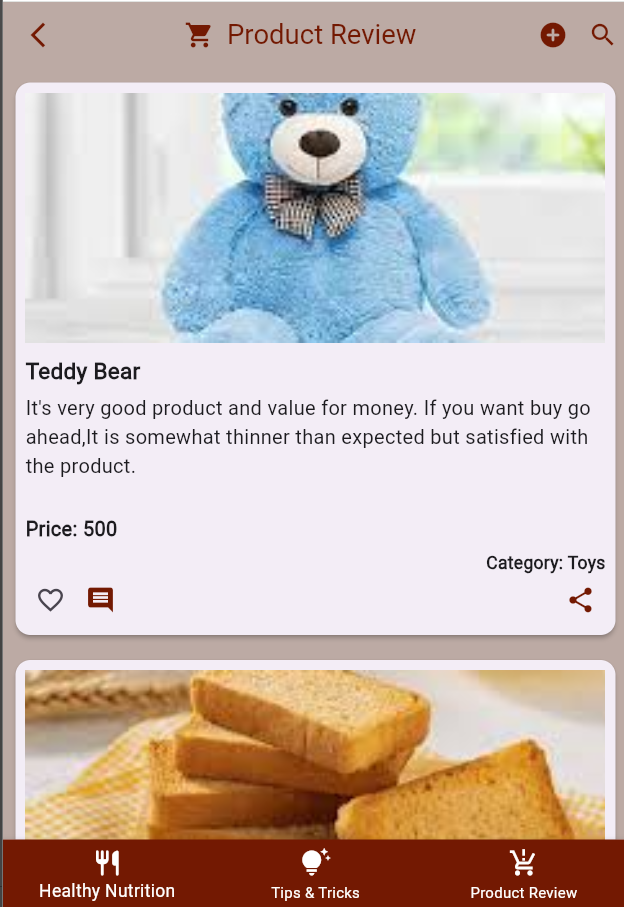 Product Review
Teddy Bear
It's very good product and value for money. If you want buy go
ahead,It is somewhat thinner than expected but satisfied with
the product.
Price: 500
Category: Toys
Healthy Nutrition
Tips & Tricks
Product Review